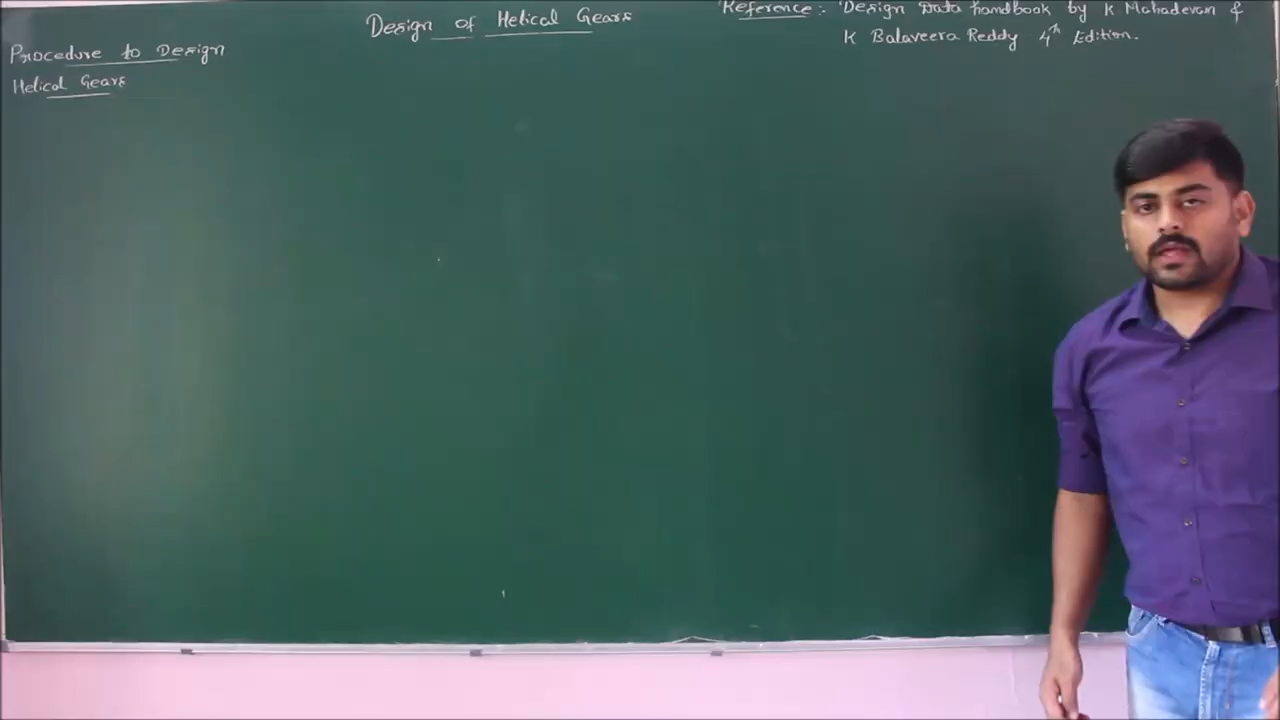 Design of Helical Gears
Reference :- Design Data handbook by K Mahadevan &
K Balaveera Reddy 4th Edition.
Procedure to Design
Helical Gears